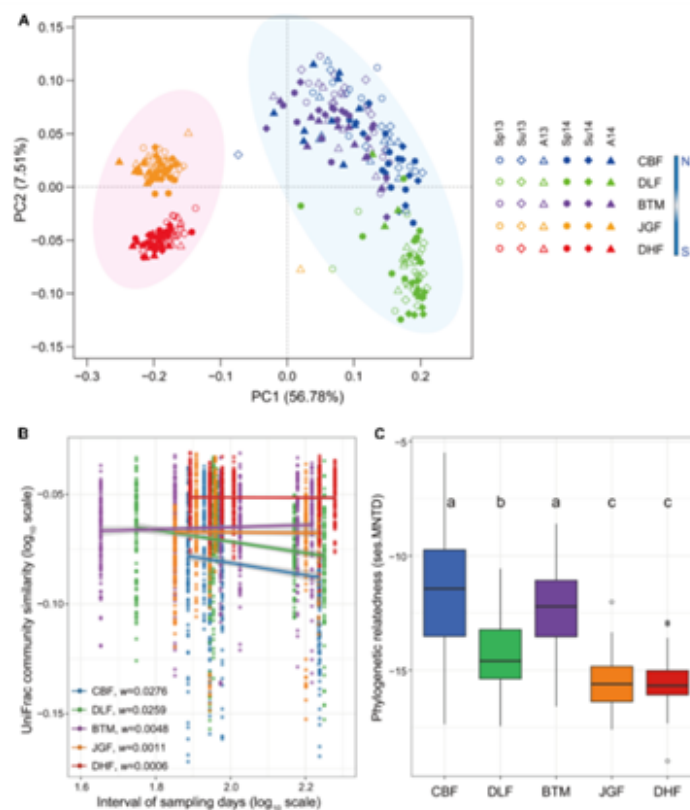 A
PC2 (7.51%)
0.15
0.10
0.05
0.00
−0.05
−0.10
−0.15
−0.3
−0.2
−0.1
0.0
0.1
0.2
PC1 (56.78%)
Sp13
Su13
A13
Sp14
Su14
A14
CBF
DLF
BTM
JGF
DHF
N
S
B
UniFrac community similarity (log₁₀ scale)
−0.05
−0.10
−0.15
CBF, w=0.0276
DLF, w=0.0259
BTM, w=0.0048
JGF, w=0.0011
DHF, w=0.0006
1.6
1.8
2.0
2.2
Interval of sampling days (log₁₀ scale)
C
Phylogenetic relatedness (ses.MNTD)
−5
−10
−15
a
b
a
c
c
CBF
DLF
BTM
JGF
DHF